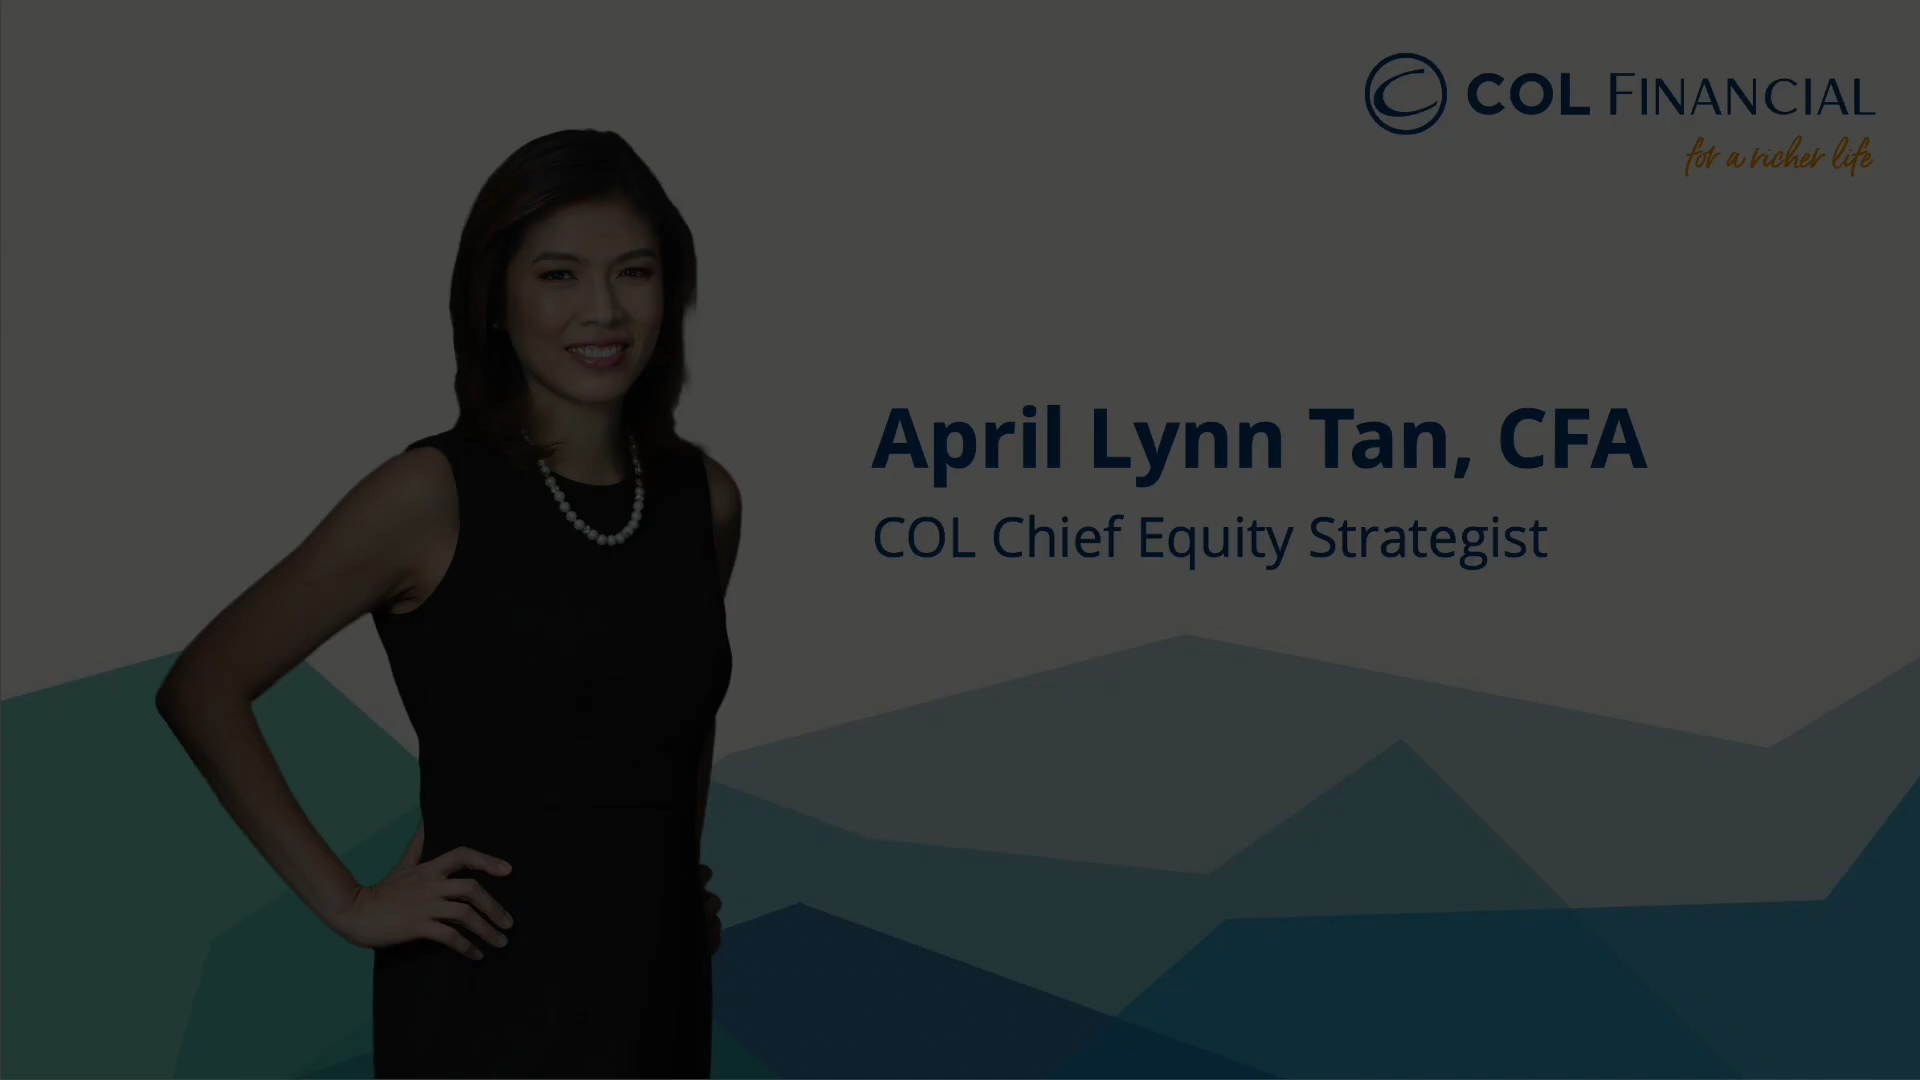 COL FINANCIAL
for a richer life
April Lynn Tan, CFA
COL Chief Equity Strategist